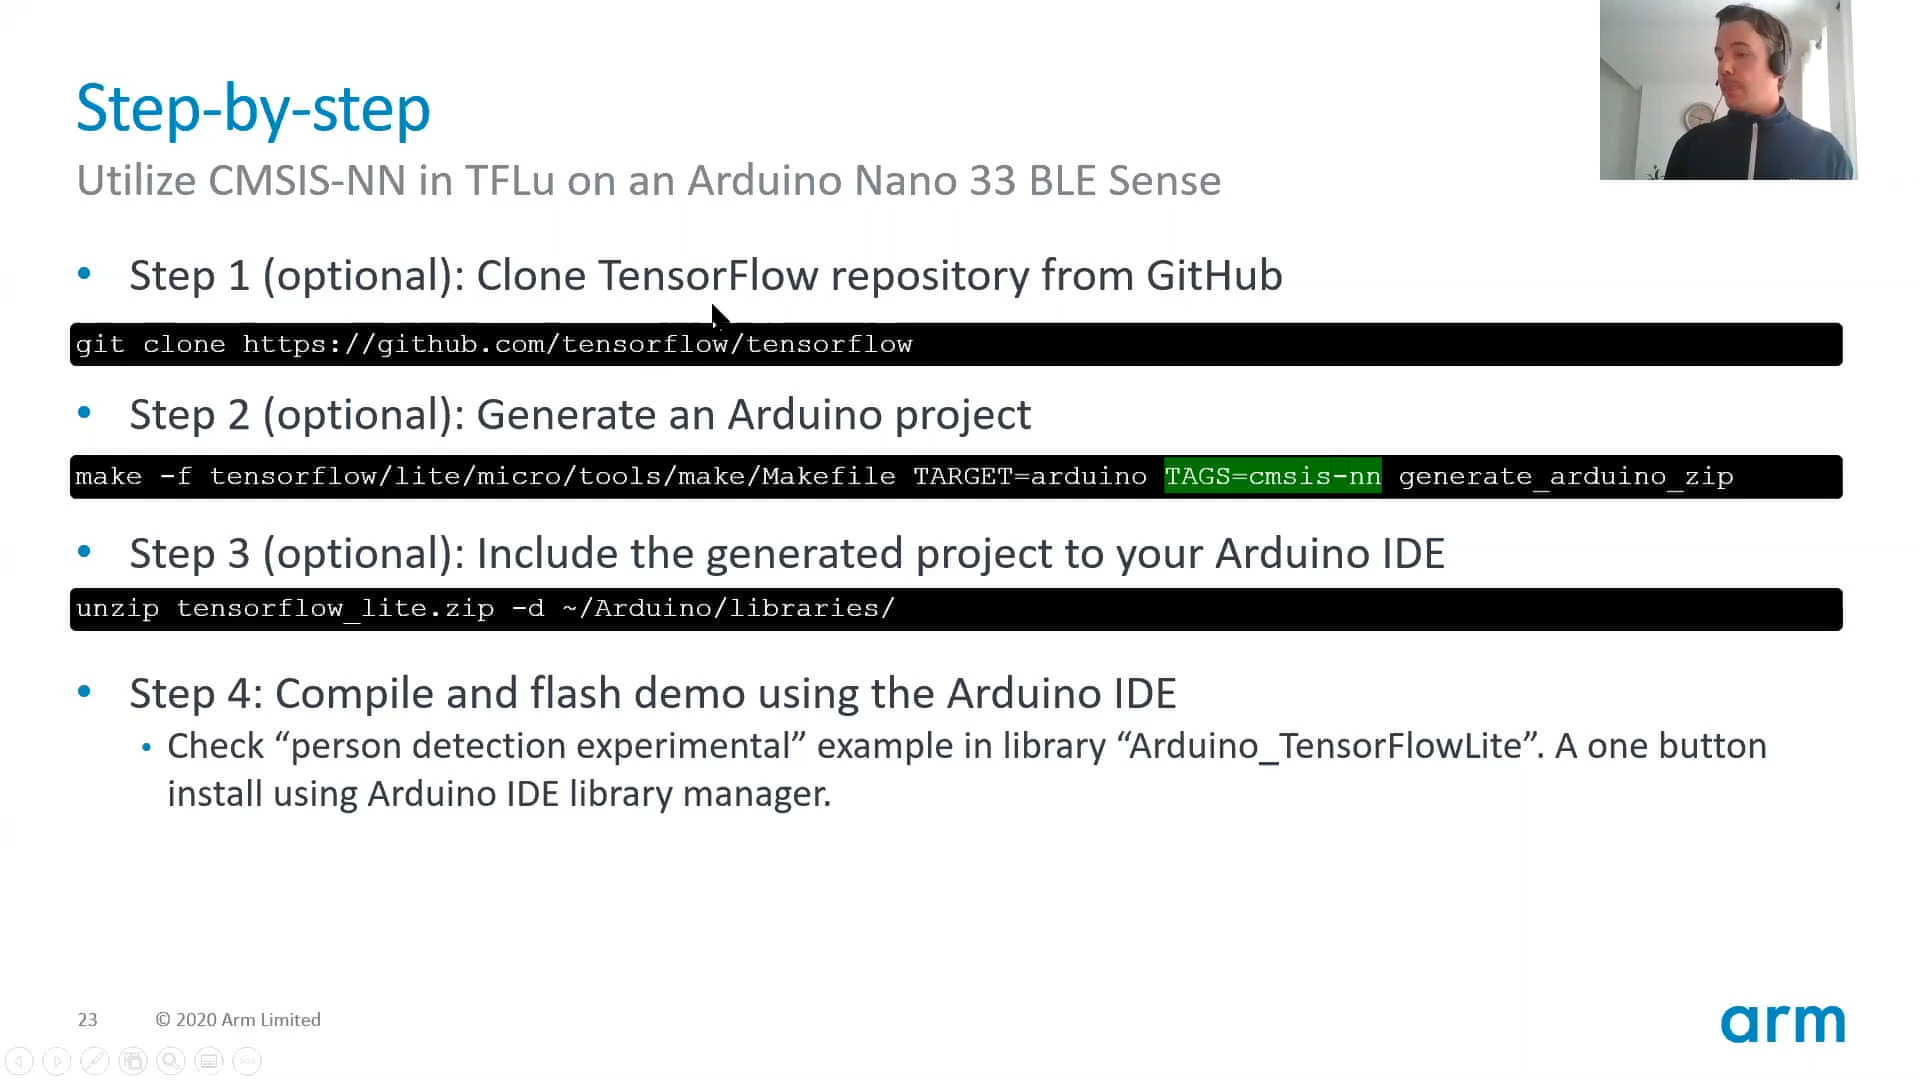 Step-by-step
Utilize CMSIS-NN in TFLu on an Arduino Nano 33 BLE Sense
• Step 1 (optional): Clone TensorFlow repository from GitHub
git clone https://github.com/tensorflow/tensorflow
• Step 2 (optional): Generate an Arduino project
make -f tensorflow/lite/micro/tools/make/Makefile TARGET=arduino TAGS=cmsis-nn generate_arduino_zip
• Step 3 (optional): Include the generated project to your Arduino IDE
unzip tensorflow_lite.zip -d ~/Arduino/libraries/
• Step 4: Compile and flash demo using the Arduino IDE
• Check “person detection experimental” example in library “Arduino_TensorFlowLite”. A one button
install using Arduino IDE library manager.
23 © 2020 Arm Limited
arm